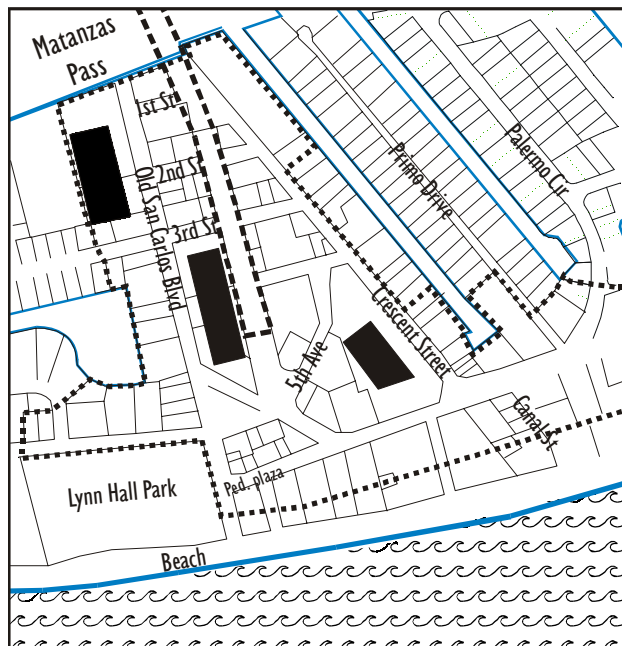 Matanzas
Pass
1st St
2nd St
3rd St
Old San Carlos Blvd
Primo Drive
Palermo Cir
Crescent Street
5th Ave
Canal St
Ped. plaza
Lynn Hall Park
Beach